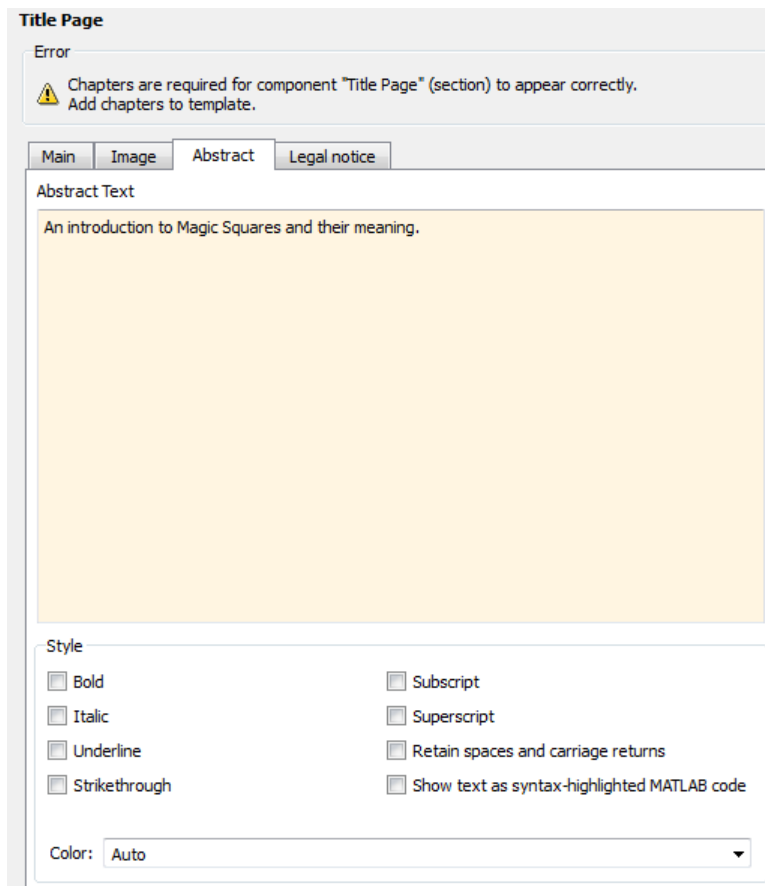 Title Page
Error
Chapters are required for component "Title Page" (section) to appear correctly.
Add chapters to template.
Main
Image
Abstract
Legal notice
Abstract Text
An introduction to Magic Squares and their meaning.
Style
Bold
Subscript
Italic
Superscript
Underline
Retain spaces and carriage returns
Strikethrough
Show text as syntax-highlighted MATLAB code
Color: Auto